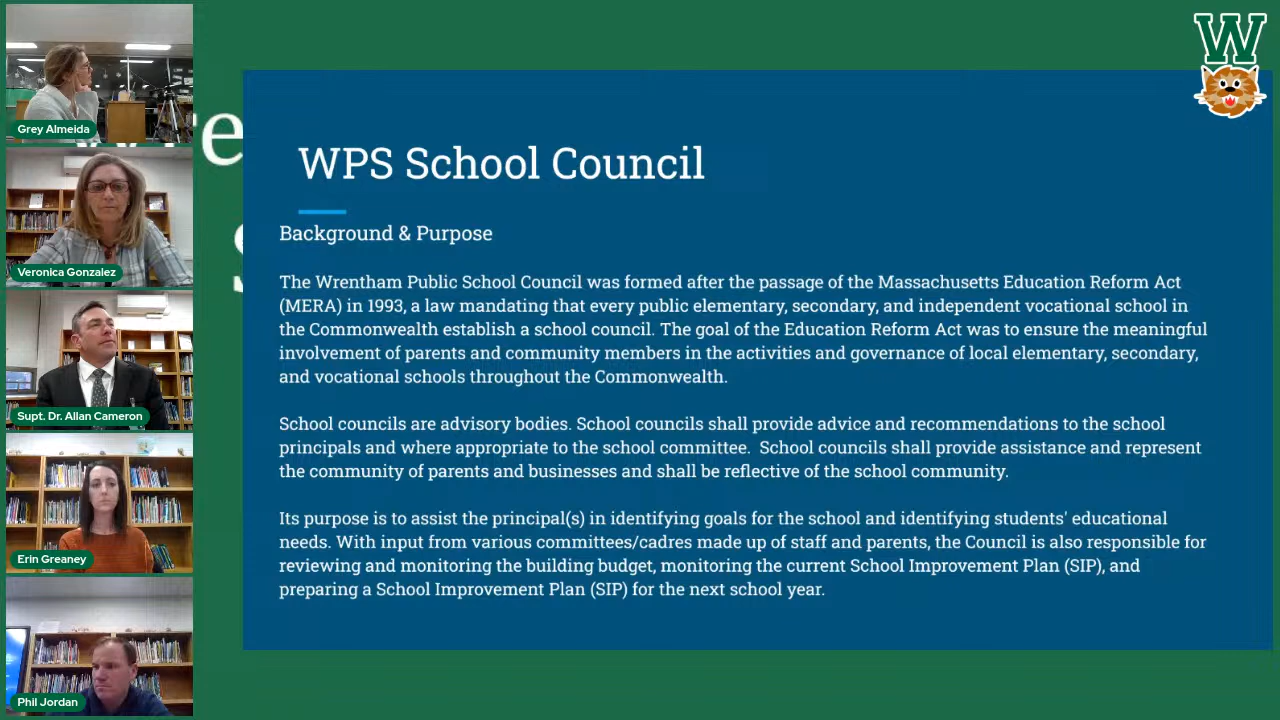 W
re
WPS School Council
Background & Purpose
The Wrentham Public School Council was formed after the passage of the Massachusetts Education Reform Act
(MERA) in 1993, a law mandating that every public elementary, secondary, and independent vocational school in
the Commonwealth establish a school council. The goal of the Education Reform Act was to ensure the meaningful
involvement of parents and community members in the activities and governance of local elementary, secondary,
and vocational schools throughout the Commonwealth.
School councils are advisory bodies. School councils shall provide advice and recommendations to the school
principals and where appropriate to the school committee.  School councils shall provide assistance and represent
the community of parents and businesses and shall be reflective of the school community.
Its purpose is to assist the principal(s) in identifying goals for the school and identifying students' educational
needs. With input from various committees/cadres made up of staff and parents, the Council is also responsible for
reviewing and monitoring the building budget, monitoring the current School Improvement Plan (SIP), and
preparing a School Improvement Plan (SIP) for the next school year.
Grey Almeida
Veronica Gonzalez
Supt. Dr. Allan Cameron
Erin Greaney
Phil Jordan